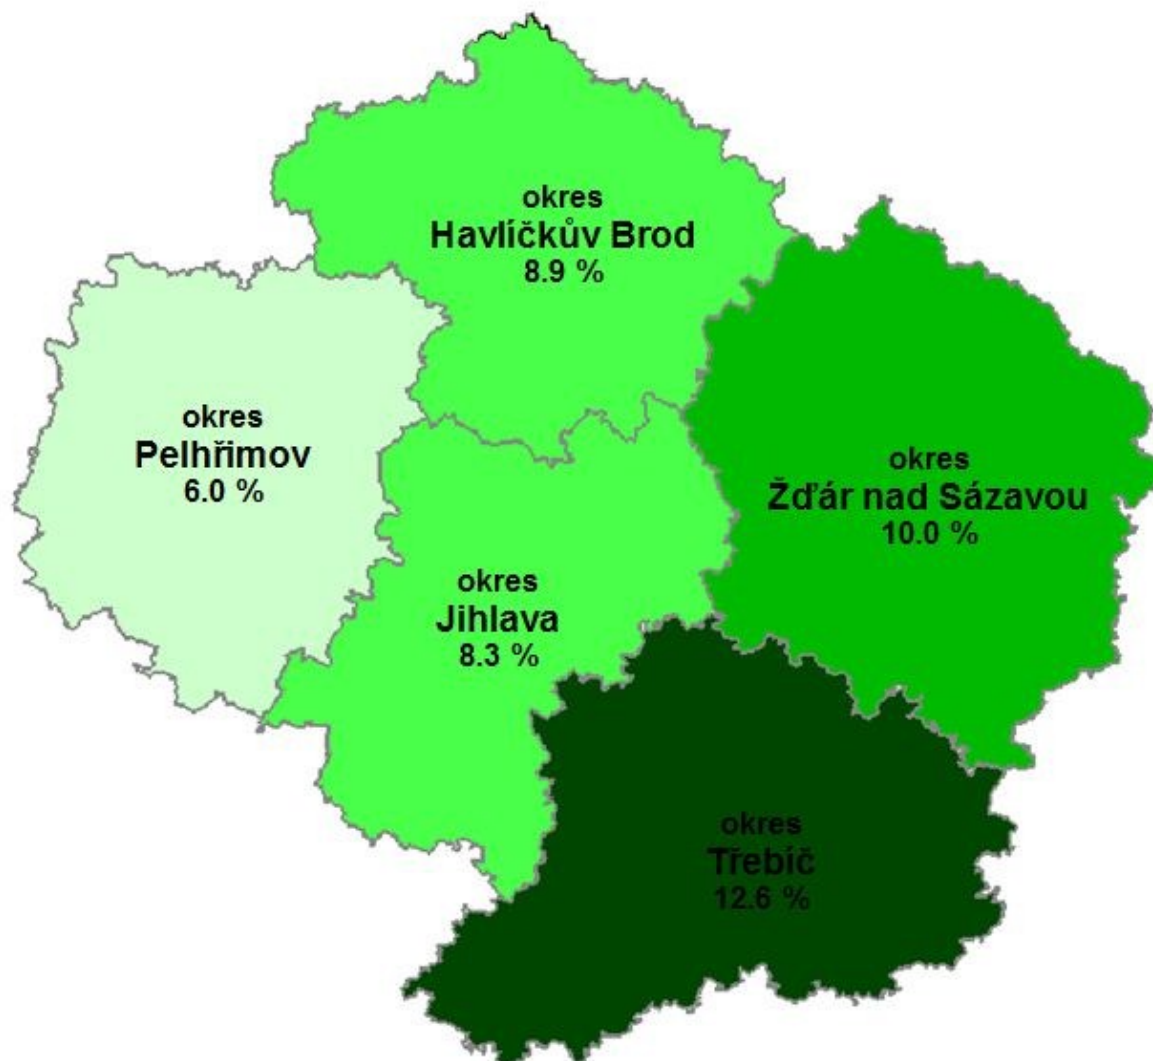 okres
Havlíčkův Brod
8.9 %
okres
Pelhřimov
6.0 %
okres
Žďár nad Sázavou
10.0 %
okres
Jihlava
8.3 %
okres
Třebíč
12.6 %